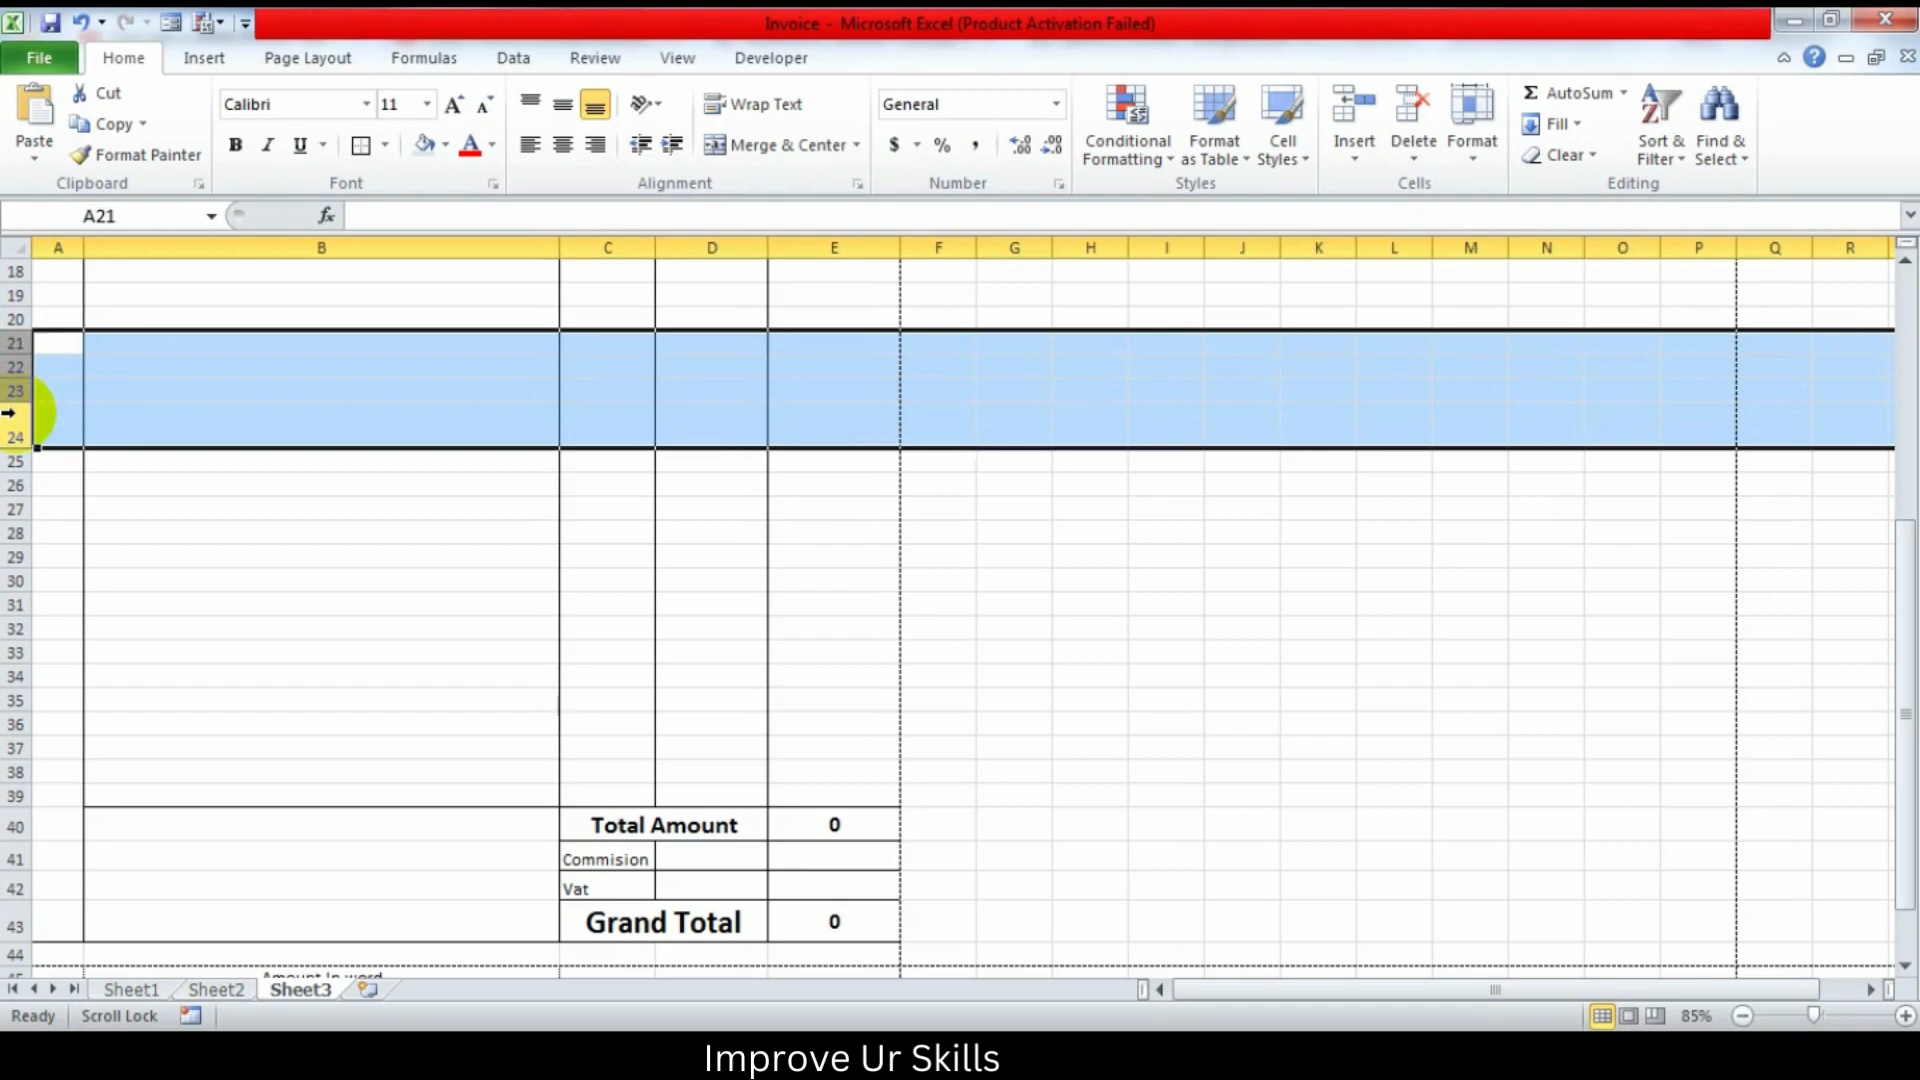 Invoice - Microsoft Excel (Product Activation Failed)
File Home Insert Page Layout Formulas Data Review View Developer
Paste
Cut
Copy
Format Painter
Clipboard
Calibri 11
B I U
Font
Wrap Text
Merge & Center
Alignment
General
$ % ,
Number
Conditional Formatting
Format as Table
Cell Styles
Styles
Insert Delete Format
Cells
Σ AutoSum
Fill
Clear
Sort & Filter
Find & Select
Editing
A21 fx
A B C D E F G H I J K L M N O P Q R
18
19
20
21
22
23
24
25
26
27
28
29
30
31
32
33
34
35
36
37
38
39
40 Total Amount 0
41 Commision
42 Vat
43 Grand Total 0
44
45 Amount In word
Sheet1 Sheet2 Sheet3
Ready Scroll Lock 85%
Improve Ur Skills